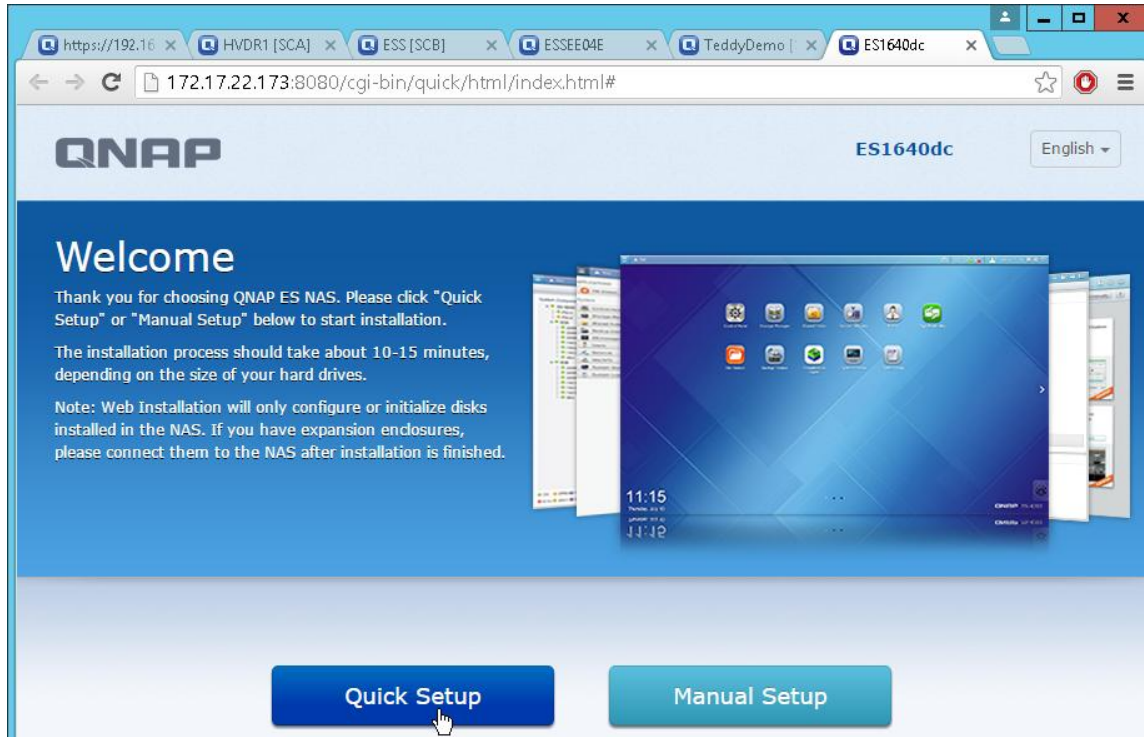 https://192.16
HVDR1 [SCA]
ESS [SCB]
ESSEE04E
TeddyDemo [
ES1640dc
172.17.22.173:8080/cgi-bin/quick/html/index.html#
QNAP
ES1640dc
English
Welcome
Thank you for choosing QNAP ES NAS. Please click "Quick
Setup" or "Manual Setup" below to start installation.
The installation process should take about 10-15 minutes,
depending on the size of your hard drives.
Note: Web Installation will only configure or initialize disks
installed in the NAS. If you have expansion enclosures,
please connect them to the NAS after installation is finished.
11:15
Quick Setup
Manual Setup